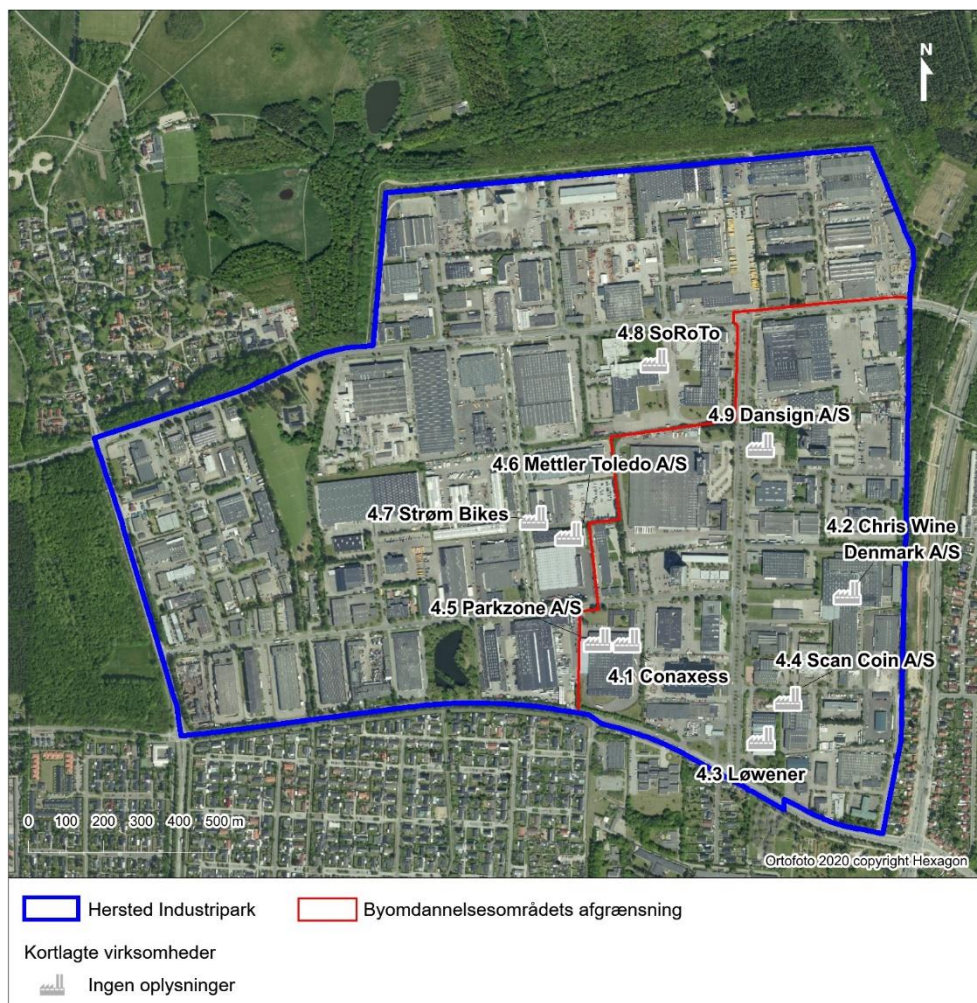 N
4.8 SoRoTo
4.9 Dansign A/S
4.6 Mettler Toledo A/S
4.7 Strøm Bikes
4.2 Chris Wine
Denmark A/S
4.5 Parkzone A/S
4.4 Scan Coin A/S
4.1 Conaxess
4.3 Løwener
0 100 200 300 400 500 m
Ortofoto 2020 copyright Hexagon
Hersted Industripark
Byomdannelsesområdets afgrænsning
Kortlagte virksomheder
Ingen oplysninger